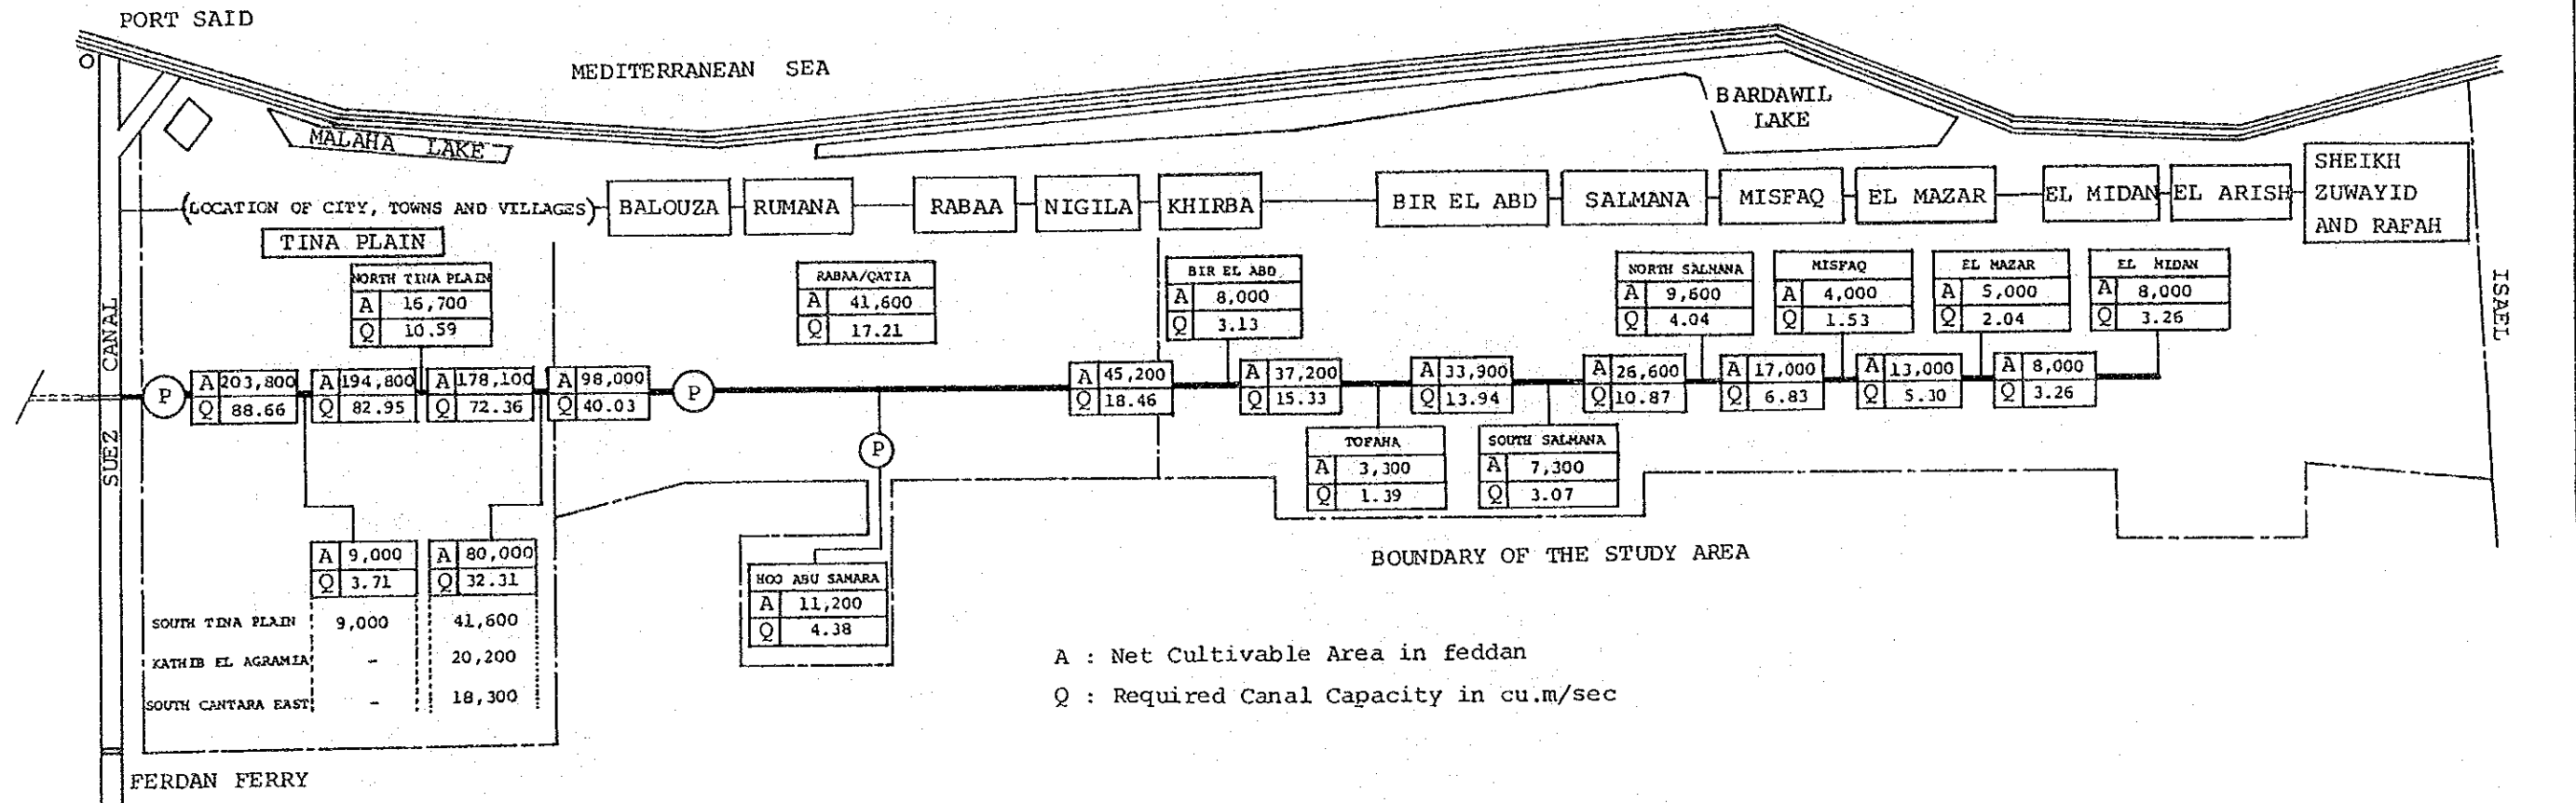 PORT SAID
MEDITERRANEAN SEA
BARDAWIL
LAKE
MALAHA LAKE
(LOCATION OF CITY, TOWNS AND VILLAGES)
BALOUZA
RUMANA
RABAA
NIGILA
KHIRBA
BIR EL ABD
SALMANA
MISFAQ
EL MAZAR
EL MIDAN
EL ARISH
SHEIKH
ZUWAYID
AND RAFAH
TINA PLAIN
NORTH TINA PLAIN
A 16,700
Q 10.59
RABAA/QATIA
A 41,600
Q 17.21
BIR EL ABD
A 8,000
Q 3.13
NORTH SALMANA
A 9,600
Q 4.04
MISFAQ
A 4,000
Q 1.53
EL MAZAR
A 5,000
Q 2.04
EL MIDAN
A 8,000
Q 3.26
ISAEL
SUEZ CANAL
P
A 203,800
Q 88.66
A 194,800
Q 82.95
A 178,100
Q 72.36
A 98,000
Q 40.03
P
A 45,200
Q 18.46
A 37,200
Q 15.33
A 33,900
Q 13.94
A 26,600
Q 10.87
A 17,000
Q 6.83
A 13,000
Q 5.30
A 8,000
Q 3.26
P
TOFAHA
A 3,300
Q 1.39
SOUTH SALMANA
A 7,300
Q 3.07
BOUNDARY OF THE STUDY AREA
A 9,000
Q 3.71
A 80,000
Q 32.31
HOO ABU SAMARA
A 11,200
Q 4.38
SOUTH TINA PLAIN 9,000 41,600
KATHIB EL AGRAMIA - 20,200
SOUTH CANTARA EAST - 18,300
A : Net Cultivable Area in feddan
Q : Required Canal Capacity in cu.m/sec
FERDAN FERRY